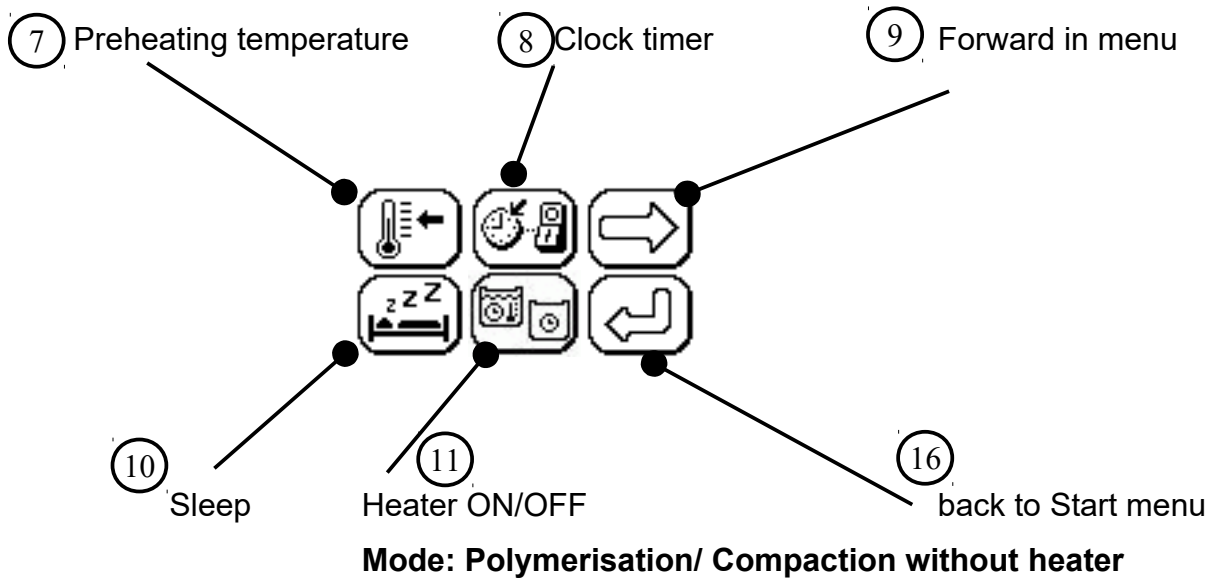 7 Preheating temperature
8 Clock timer
9 Forward in menu
z z Z
10 Sleep
11 Heater ON/OFF
16 back to Start menu
Mode: Polymerisation/ Compaction without heater